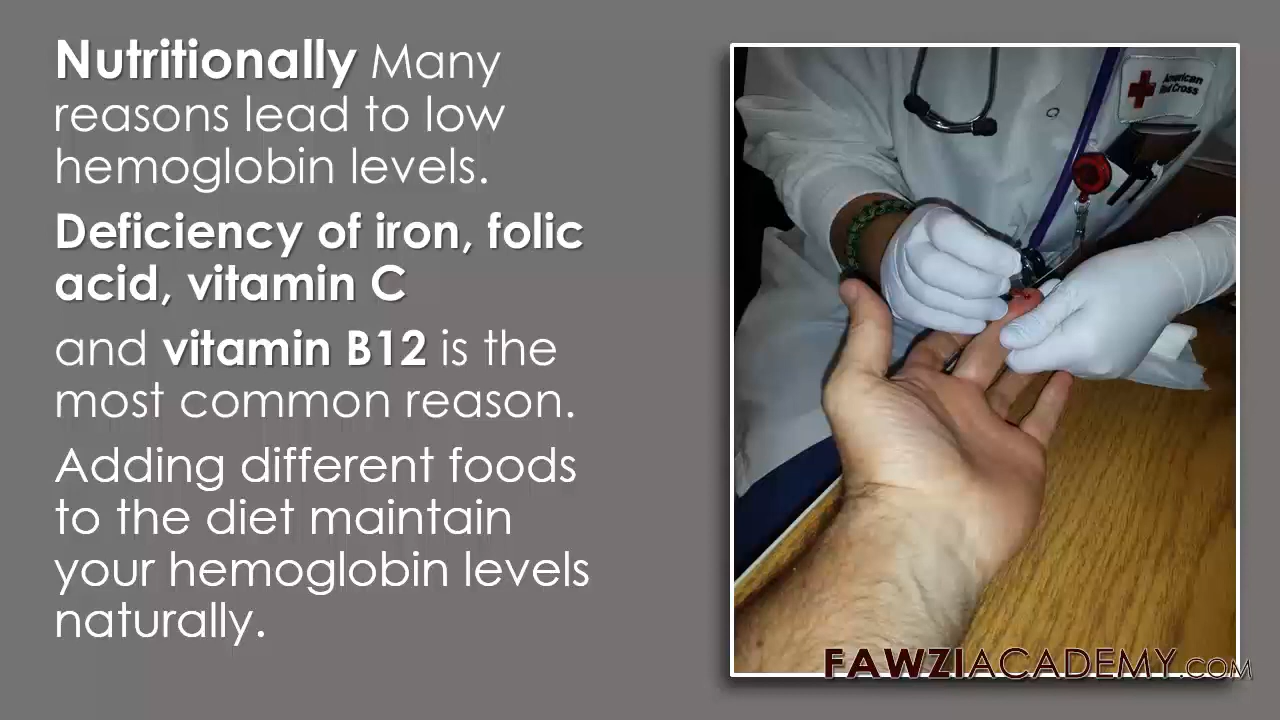 Nutritionally Many
reasons lead to low
hemoglobin levels.
Deficiency of iron, folic
acid, vitamin C
and vitamin B12 is the
most common reason.
Adding different foods
to the diet maintain
your hemoglobin levels
naturally.
American
Red Cross
FAWZIACADEMY.COM